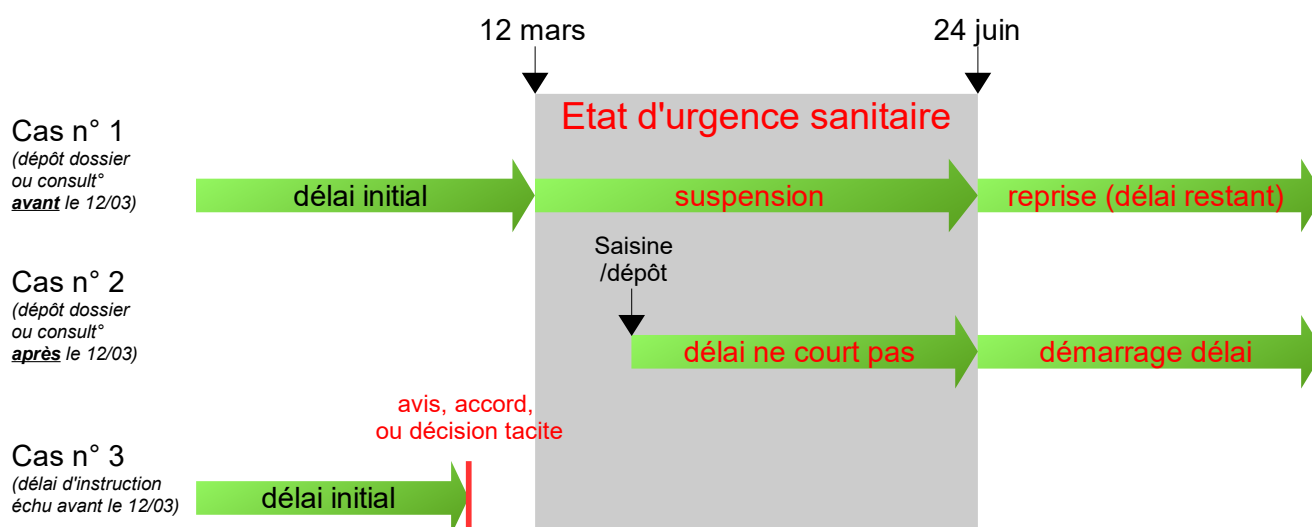 12 mars
24 juin
Etat d'urgence sanitaire
Cas n° 1
(dépôt dossier
ou consult°
avant le 12/03)
délai initial
suspension
reprise (délai restant)
Saisine
/dépôt
Cas n° 2
(dépôt dossier
ou consult°
après le 12/03)
délai ne court pas
démarrage délai
avis, accord,
ou décision tacite
Cas n° 3
(délai d'instruction
échu avant le 12/03)
délai initial